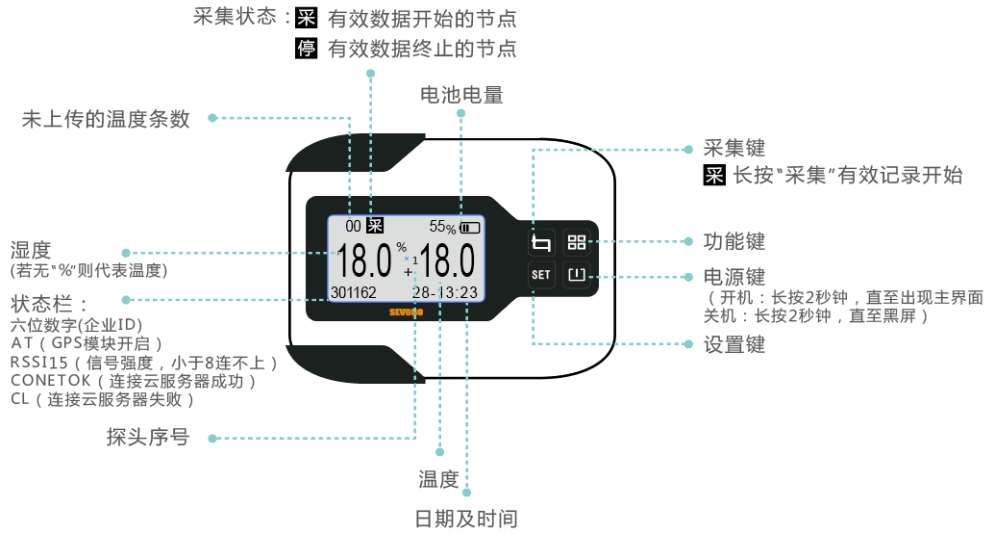 采集状态：采 有效数据开始的节点
停 有效数据终止的节点
电池电量
未上传的温度条数
采集键
采 长按“采集”有效记录开始
00 采 55%
湿度
(若无“%”则代表温度)
18.0 % × 1 + 18.0
功能键
SET
电源键
（开机：长按2秒钟，直至出现主界面
关机：长按2秒钟，直至黑屏）
301162 28-13:23
状态栏：
六位数字(企业ID)
AT（GPS模块开启）
RSSI15（信号强度，小于8连不上）
CONETOK（连接云服务器成功）
CL（连接云服务器失败）
设置键
探头序号
温度
日期及时间